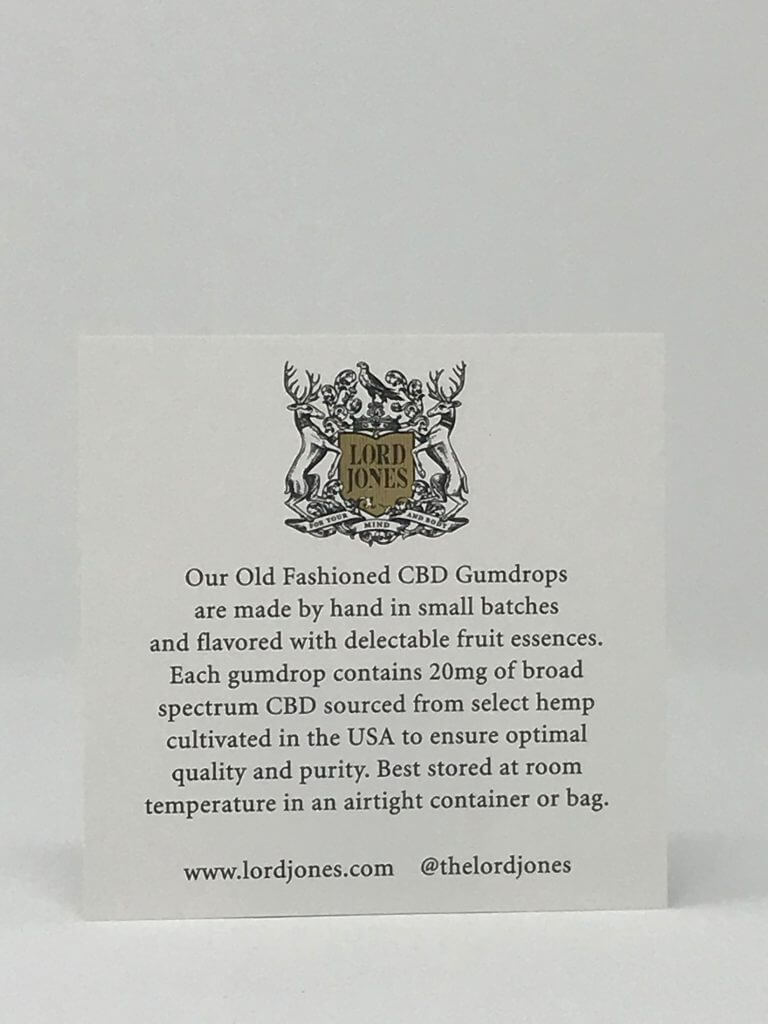 LORD
JONES
FOR YOUR MIND AND BODY
Our Old Fashioned CBD Gumdrops
are made by hand in small batches
and flavored with delectable fruit essences.
Each gumdrop contains 20mg of broad
spectrum CBD sourced from select hemp
cultivated in the USA to ensure optimal
quality and purity. Best stored at room
temperature in an airtight container or bag.
www.lordjones.com @thelordjones